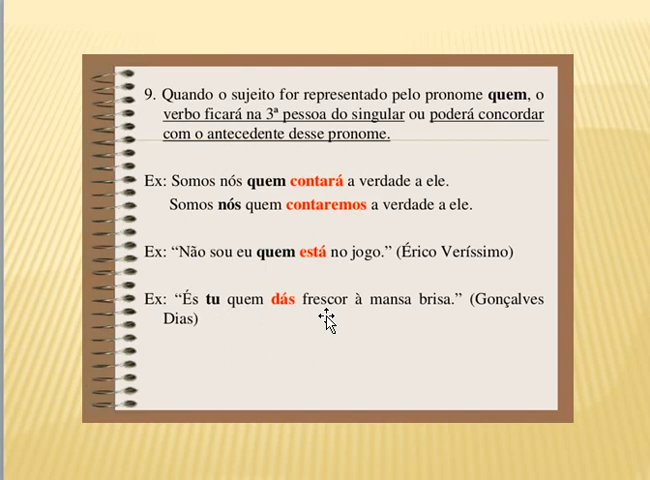 9. Quando o sujeito for representado pelo pronome quem, o
verbo ficará na 3ª pessoa do singular ou poderá concordar
com o antecedente desse pronome.
Ex: Somos nós quem contará a verdade a ele.
Somos nós quem contaremos a verdade a ele.
Ex: “Não sou eu quem está no jogo.” (Érico Veríssimo)
Ex: “És tu quem dás frescor à mansa brisa.” (Gonçalves
Dias)